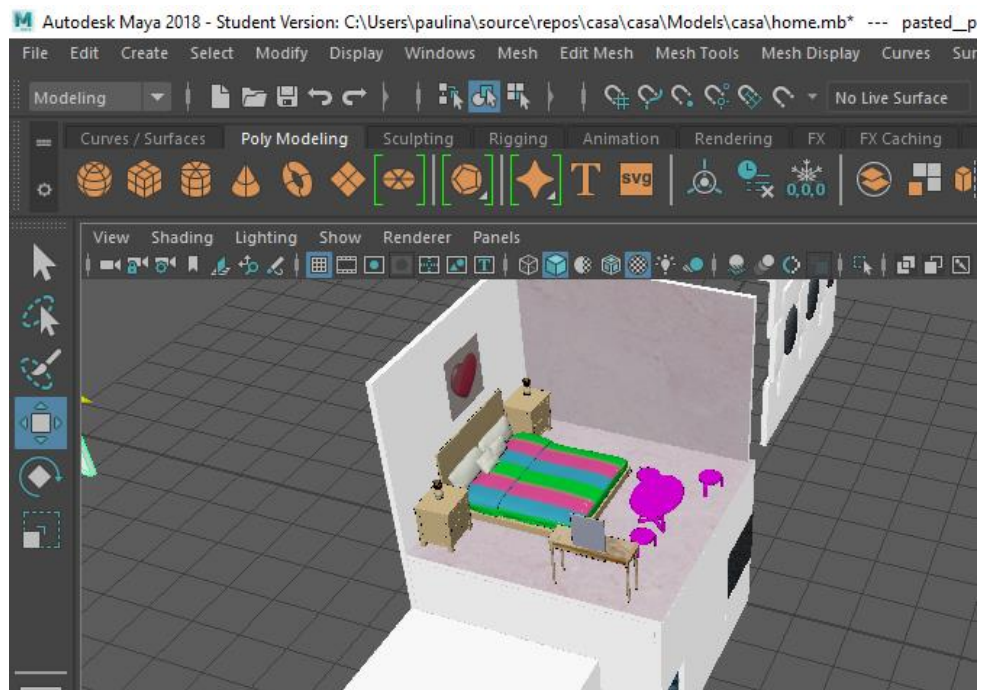 M Autodesk Maya 2018 - Student Version: C:\Users\paulina\source\repos\casa\casa\Models\casa\home.mb* --- pasted__p
File Edit Create Select Modify Display Windows Mesh Edit Mesh Mesh Tools Mesh Display Curves Sur
Modeling No Live Surface
Curves / Surfaces Poly Modeling Sculpting Rigging Animation Rendering FX FX Caching
T svg 0,0,0
View Shading Lighting Show Renderer Panels